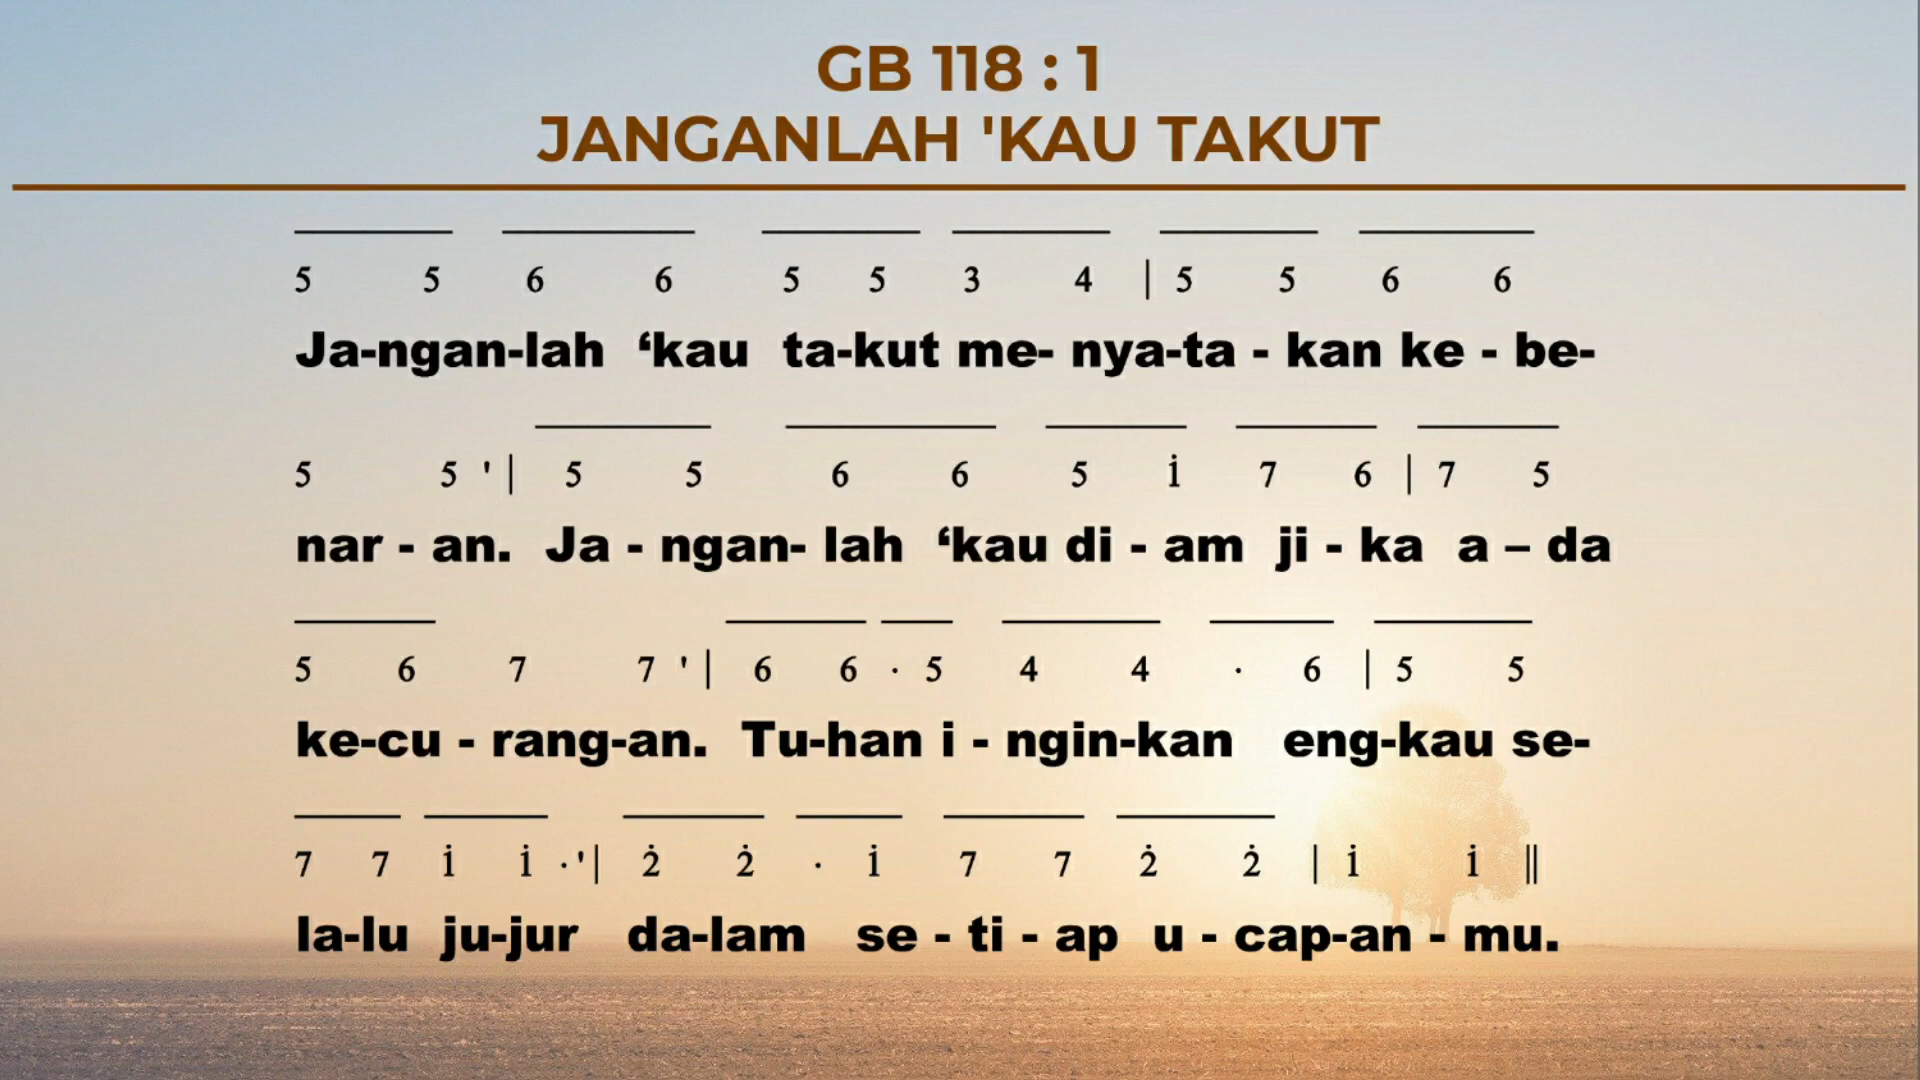 GB 118 : 1
JANGANLAH 'KAU TAKUT
5 5 6 6 5 5 3 4 | 5 5 6 6
Ja-ngan-lah ‘kau ta-kut me- nya-ta - kan ke - be-
5 5 ' | 5 5 6 6 5 i 7 6 | 7 5
nar - an. Ja - ngan- lah ‘kau di - am ji - ka a – da
5 6 7 7 ' | 6 6 · 5 4 4 · 6 | 5 5
ke-cu - rang-an. Tu-han i - ngin-kan eng-kau se-
7 7 i i · ' | 2̇ 2̇ · i 7 7 2̇ 2̇ | i i ‖
la-lu ju-jur da-lam se - ti - ap u - cap-an - mu.